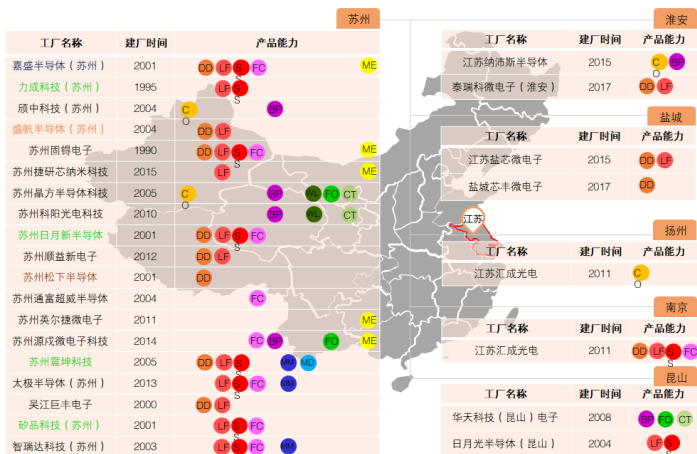 苏州
工厂名称 建厂时间 产品能力
嘉盛半导体（苏州） 2001 DD LF SS FC ME
力成科技（苏州） 1995 LF SS
颀中科技（苏州） 2004 CO BP
盛帆半导体（苏州） 2004 DD LF
苏州固锝电子 1990 DD LF SS FC ME
苏州捷研芯纳米科技 2015 LF ME
苏州晶方半导体科技 2005 CO BP WL FO CT
苏州科阳光电科技 2010 BP WL CT
苏州日月新半导体 2001 DD LF SS FC
苏州顺益新电子 2012 DD LF
苏州松下半导体 2001 DD
苏州通富超威半导体 2004 FC
苏州英尔捷微电子 2011 ME
苏州源戍微电子科技 2014 FC BP FO ME
苏州震坤科技 2005 DD LF SS MM MD
太极半导体（苏州） 2013 LF SS FC MM
吴江巨丰电子 2000 DD LF
矽品科技（苏州） 2001 LF SS FC
智瑞达科技（苏州） 2003 LF SS FC MM
江苏
淮安
工厂名称 建厂时间 产品能力
江苏纳沛斯半导体 2015 CO BP
泰瑞科微电子（淮安） 2017 DD LF
盐城
工厂名称 建厂时间 产品能力
江苏盐芯微电子 2015 DD LF
盐城芯丰微电子 2017 DD
扬州
工厂名称 建厂时间 产品能力
江苏汇成光电 2011 CO
南京
工厂名称 建厂时间 产品能力
江苏汇成光电 2011 DD LF SS FC
昆山
工厂名称 建厂时间 产品能力
华天科技（昆山）电子 2008 BP FO CT
日月光半导体（昆山） 2004 LF SS